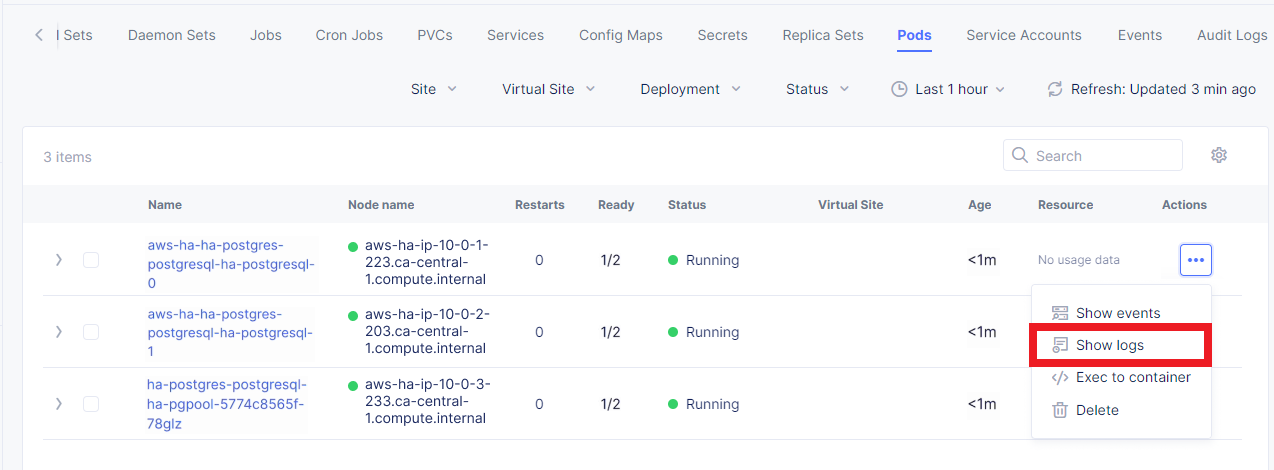 l Sets Daemon Sets Jobs Cron Jobs PVCs Services Config Maps Secrets Replica Sets Pods Service Accounts Events Audit Logs
Site Virtual Site Deployment Status Last 1 hour Refresh: Updated 3 min ago
3 items Search
Name Node name Restarts Ready Status Virtual Site Age Resource Actions
aws-ha-ha-postgres-
postgresql-ha-postgresql-
0
aws-ha-ip-10-0-1-
223.ca-central-
1.compute.internal
0 1/2 Running <1m No usage data
aws-ha-ha-postgres-
postgresql-ha-postgresql-
1
aws-ha-ip-10-0-2-
203.ca-central-
1.compute.internal
0 1/2 Running <1m
ha-postgres-postgresql-
ha-pgpool-5774c8565f-
78glz
aws-ha-ip-10-0-3-
233.ca-central-
1.compute.internal
0 1/2 Running <1m
Show events
Show logs
Exec to container
Delete